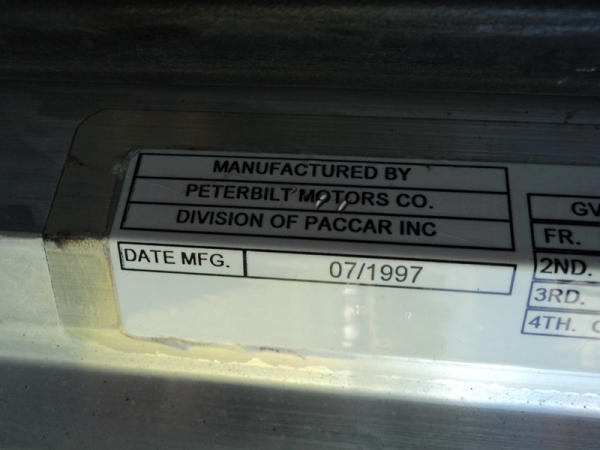 MANUFACTURED BY
PETERBILT MOTORS CO.
DIVISION OF PACCAR INC
DATE MFG. 07/1997
GV
FR.
2ND.
3RD.
4TH.